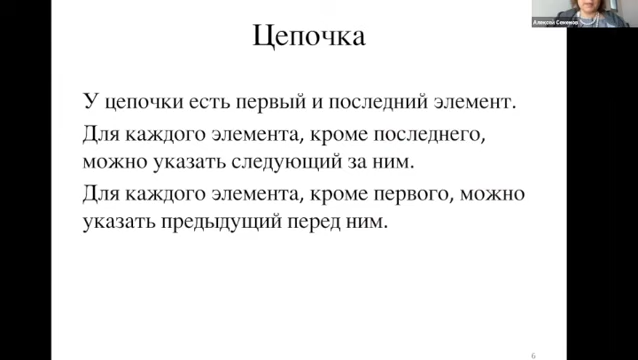 Цепочка
У цепочки есть первый и последний элемент.
Для каждого элемента, кроме последнего,
можно указать следующий за ним.
Для каждого элемента, кроме первого, можно
указать предыдущий перед ним.
6